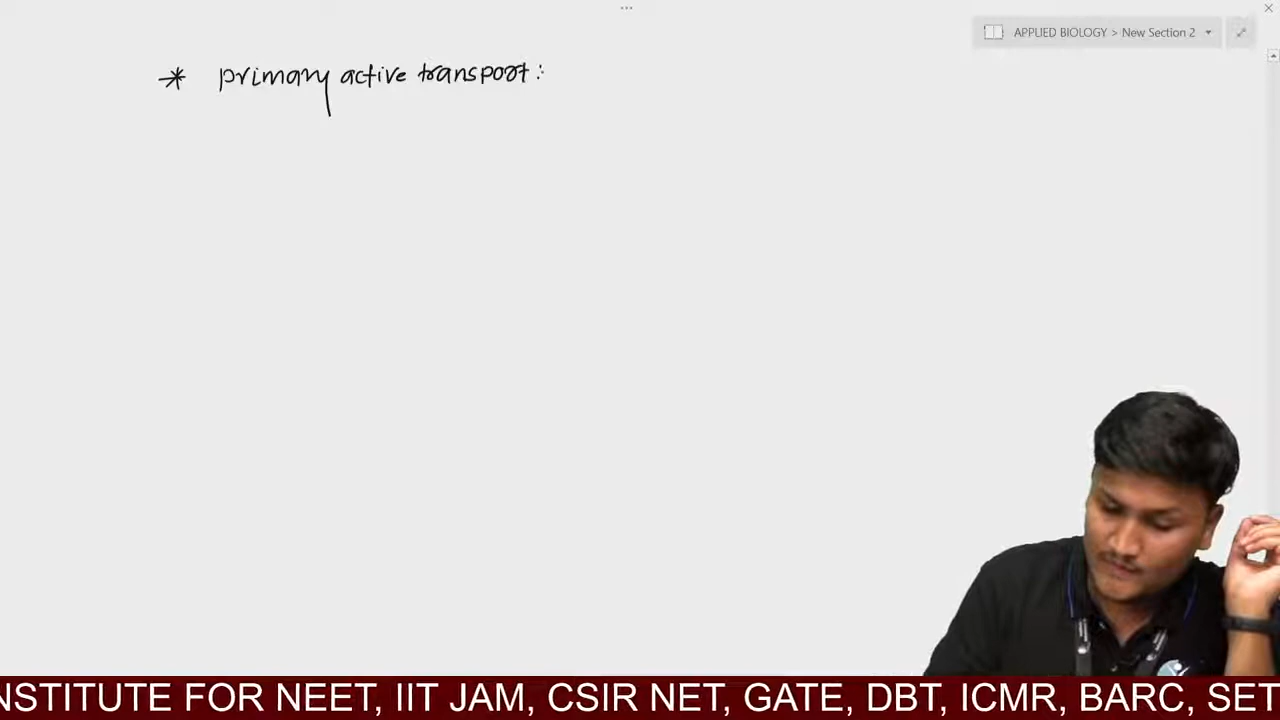 APPLIED BIOLOGY > New Section 2
* primary active transport :
NSTITUTE FOR NEET, IIT JAM, CSIR NET, GATE, DBT, ICMR, BARC, SET